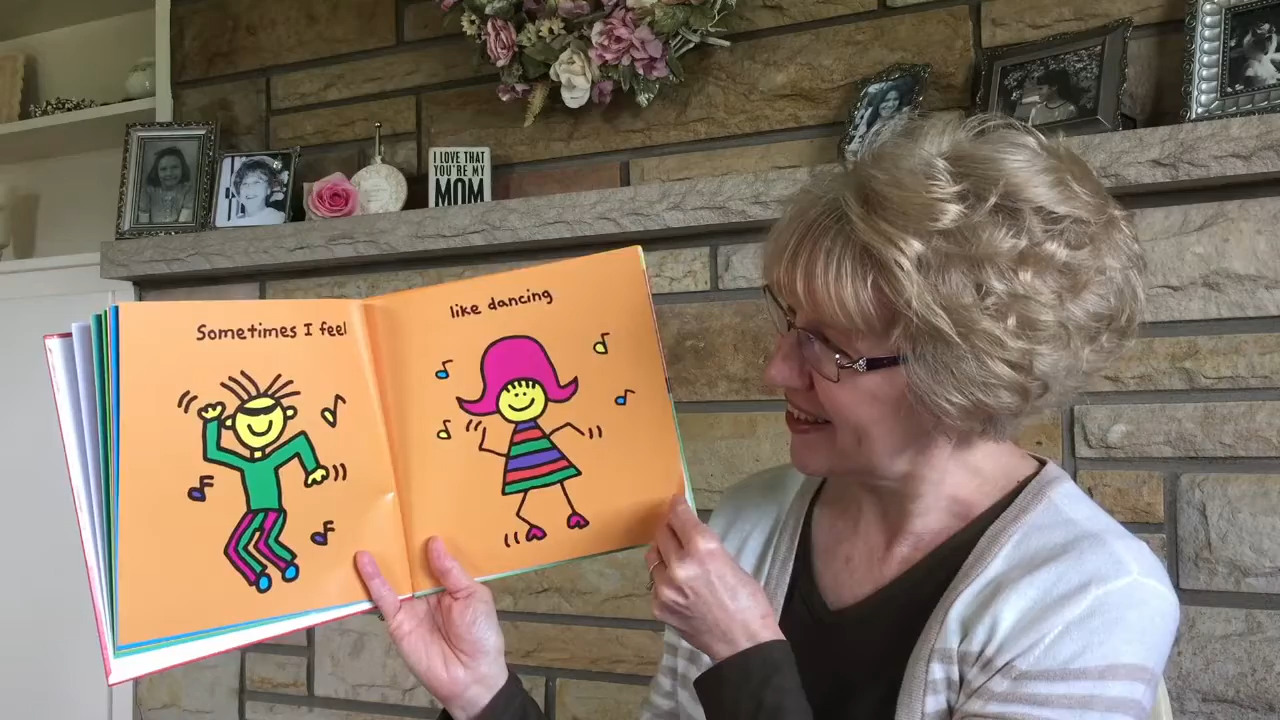 I LOVE THAT
YOU'RE MY
MOM
Sometimes I feel
like dancing